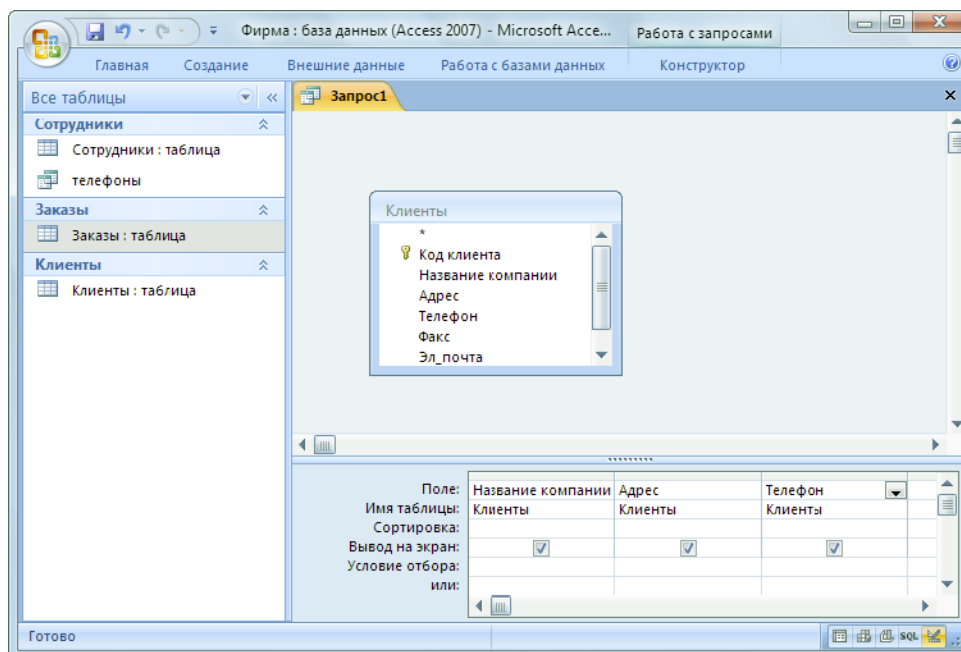 Фирма : база данных (Access 2007) - Microsoft Acce...
Работа с запросами
Главная
Создание
Внешние данные
Работа с базами данных
Конструктор
Все таблицы
Сотрудники
Сотрудники : таблица
телефоны
Заказы
Заказы : таблица
Клиенты
Клиенты : таблица
Запрос1
Клиенты
*
Код клиента
Название компании
Адрес
Телефон
Факс
Эл_почта
Поле: Название компании Адрес Телефон
Имя таблицы: Клиенты Клиенты Клиенты
Сортировка:
Вывод на экран:
Условие отбора:
или:
Готово
SQL